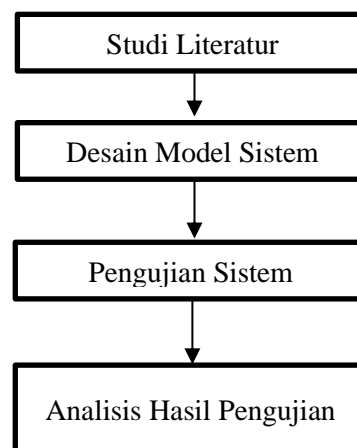 Studi Literatur
Desain Model Sistem
Pengujian Sistem
Analisis Hasil Pengujian